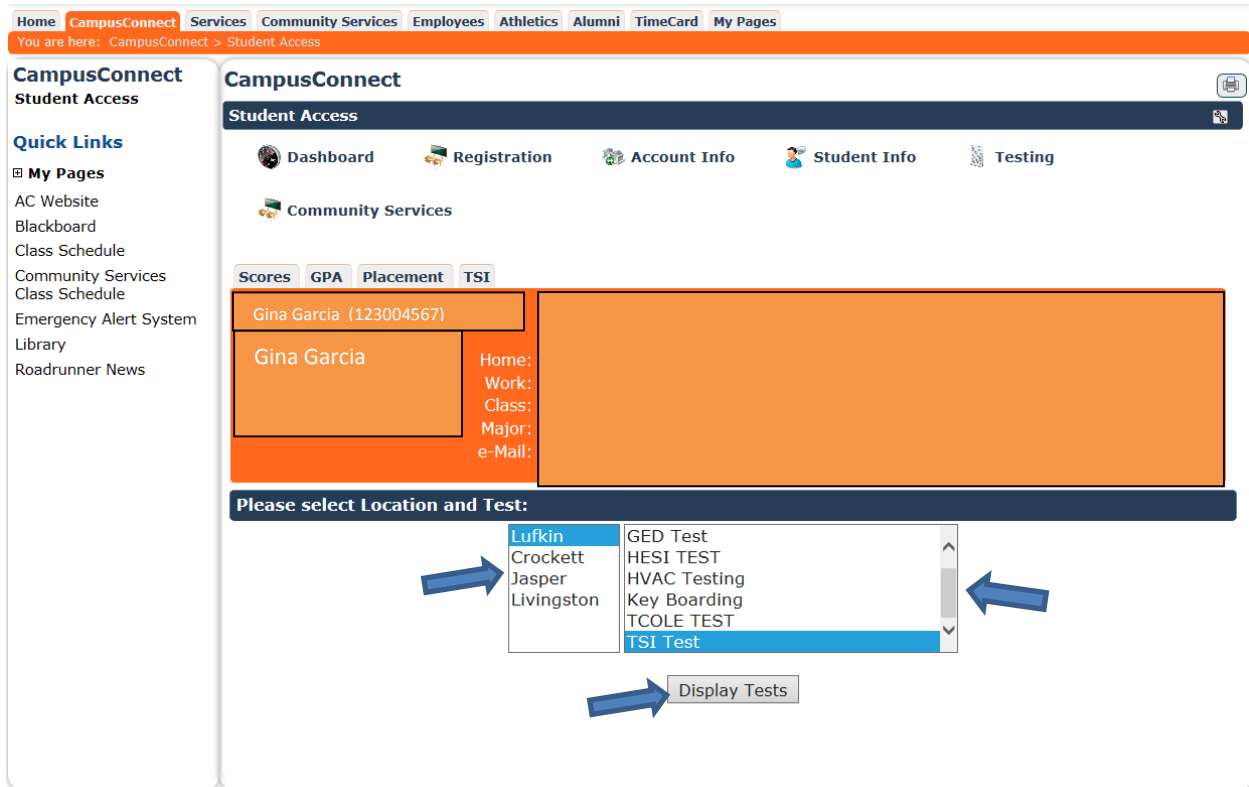 Home CampusConnect Services Community Services Employees Athletics Alumni TimeCard My Pages
You are here: CampusConnect > Student Access
CampusConnect
Student Access
Quick Links
My Pages
AC Website
Blackboard
Class Schedule
Community Services
Class Schedule
Emergency Alert System
Library
Roadrunner News
CampusConnect
Student Access
Dashboard Registration Account Info Student Info Testing
Community Services
Scores GPA Placement TSI
Gina Garcia (123004567)
Gina Garcia
Home:
Work:
Class:
Major:
e-Mail:
Please select Location and Test:
Lufkin
Crockett
Jasper
Livingston
GED Test
HESI TEST
HVAC Testing
Key Boarding
TCOLE TEST
TSI Test
Display Tests